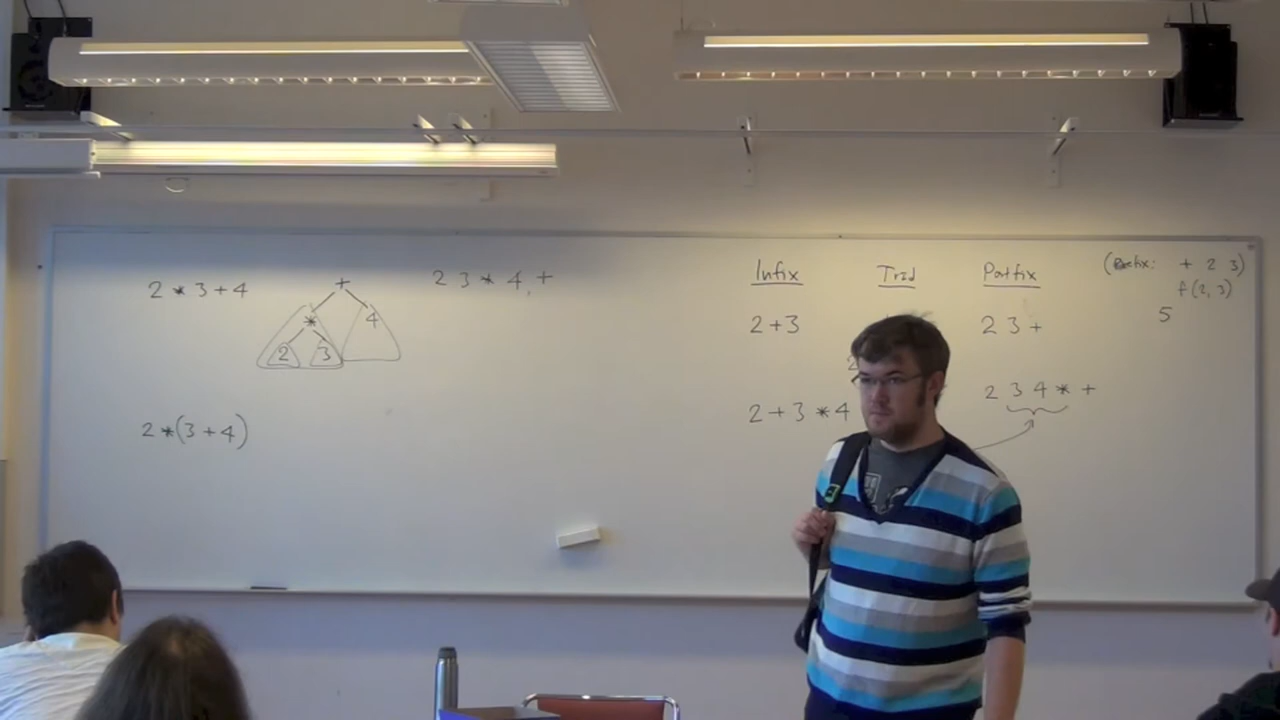 2 * 3 + 4
+
* 4
2 3
2 3 * 4 , +
2 * (3 + 4)
Infix
2 + 3
2 + 3 * 4
2
Postfix
2 3 +
2 3 4 * +
(Prefix: + 2 3)
f(2, 3)
5